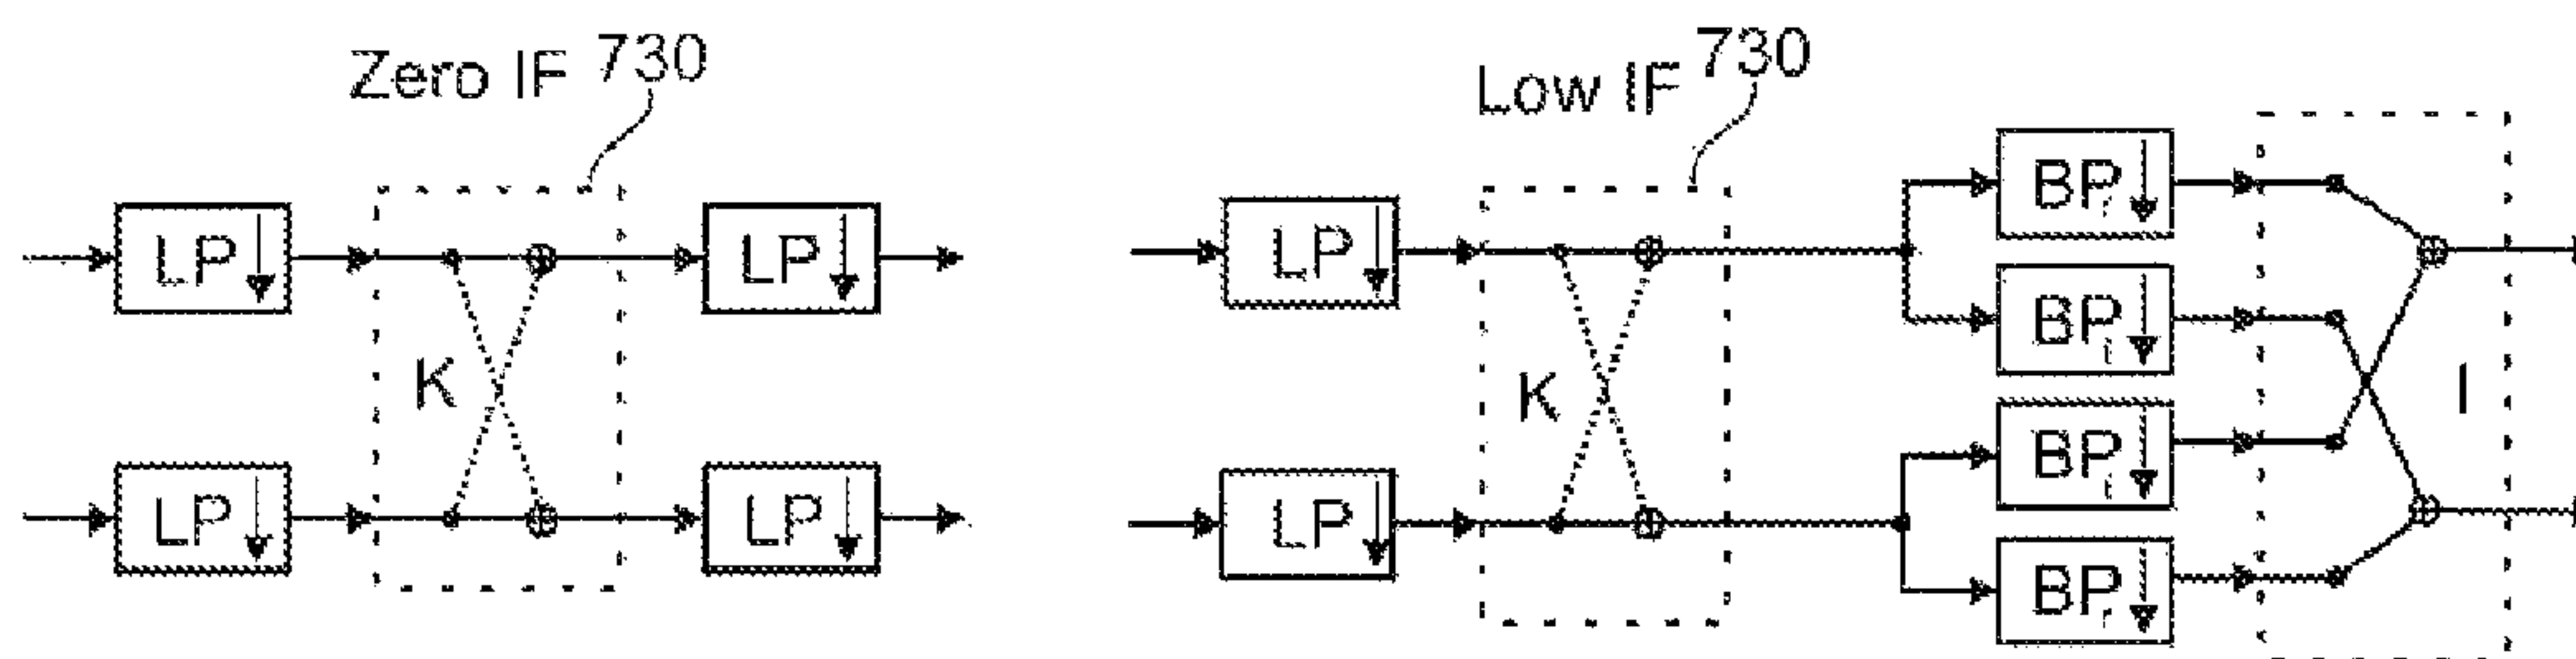 Zero IF 730
LP LP
K
LP LP
Low IF 730
LP
K
LP
BPr
BPi
BPi
BPr
I